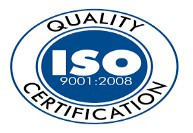 QUALITY
ISO
9001:2008
CERTIFICATION